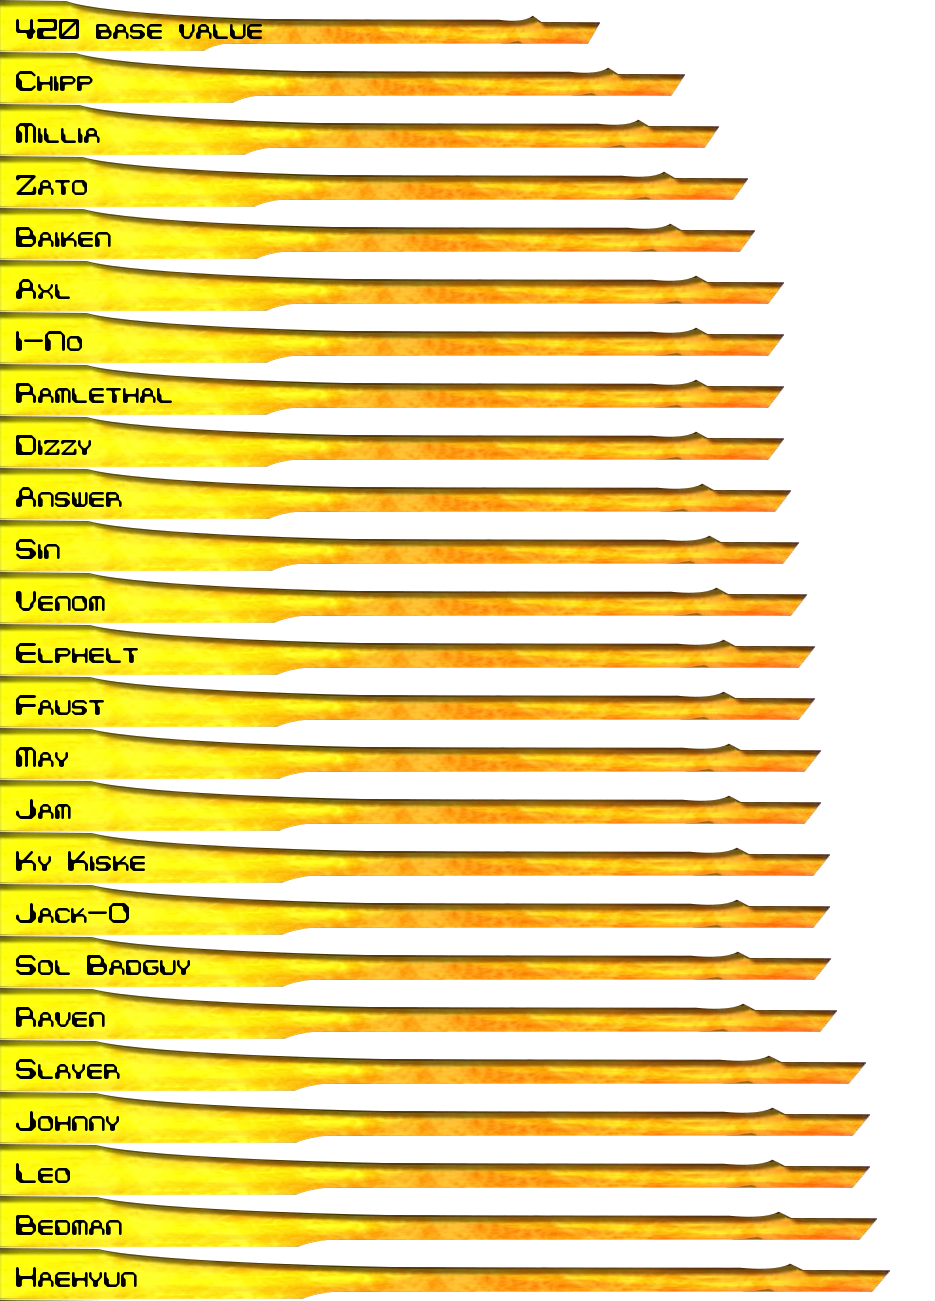 420 base value
Chipp
Millia
Zato
Baiken
Axl
I-No
Ramlethal
Dizzy
Answer
Sin
Venom
Elphelt
Faust
May
Jam
Ky Kiske
Jack-O
Sol Badguy
Raven
Slayer
Johnny
Leo
Bedman
Haehyun